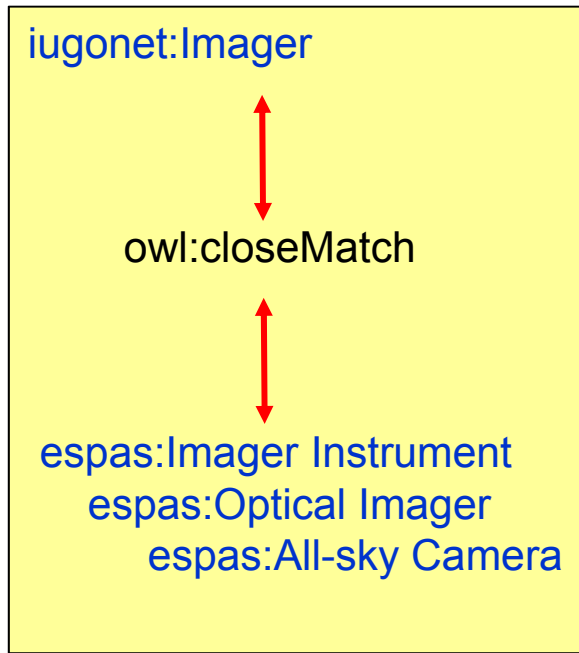 iugonet:Imager
owl:closeMatch
espas:Imager Instrument
espas:Optical Imager
espas:All-sky Camera